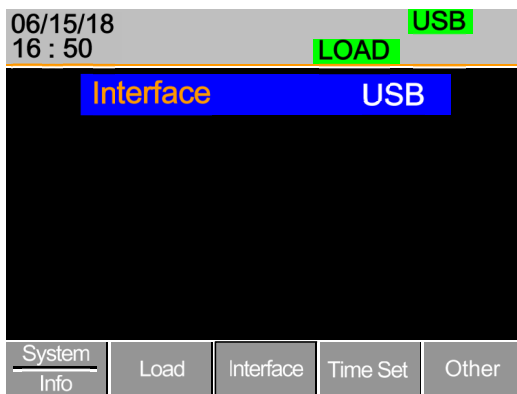 06/15/18 USB
16 : 50 LOAD
Interface USB
System
Info
Load
Interface
Time Set
Other